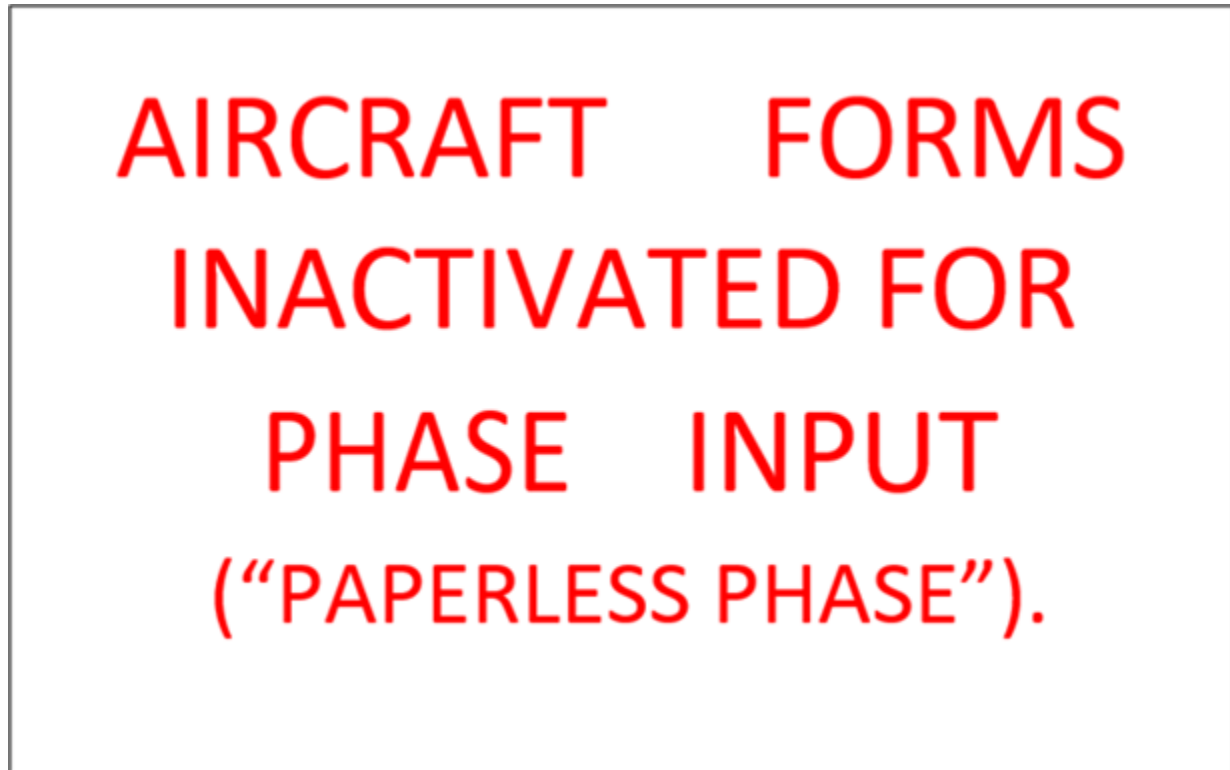 AIRCRAFT FORMS
INACTIVATED FOR
PHASE INPUT
(“PAPERLESS PHASE”).